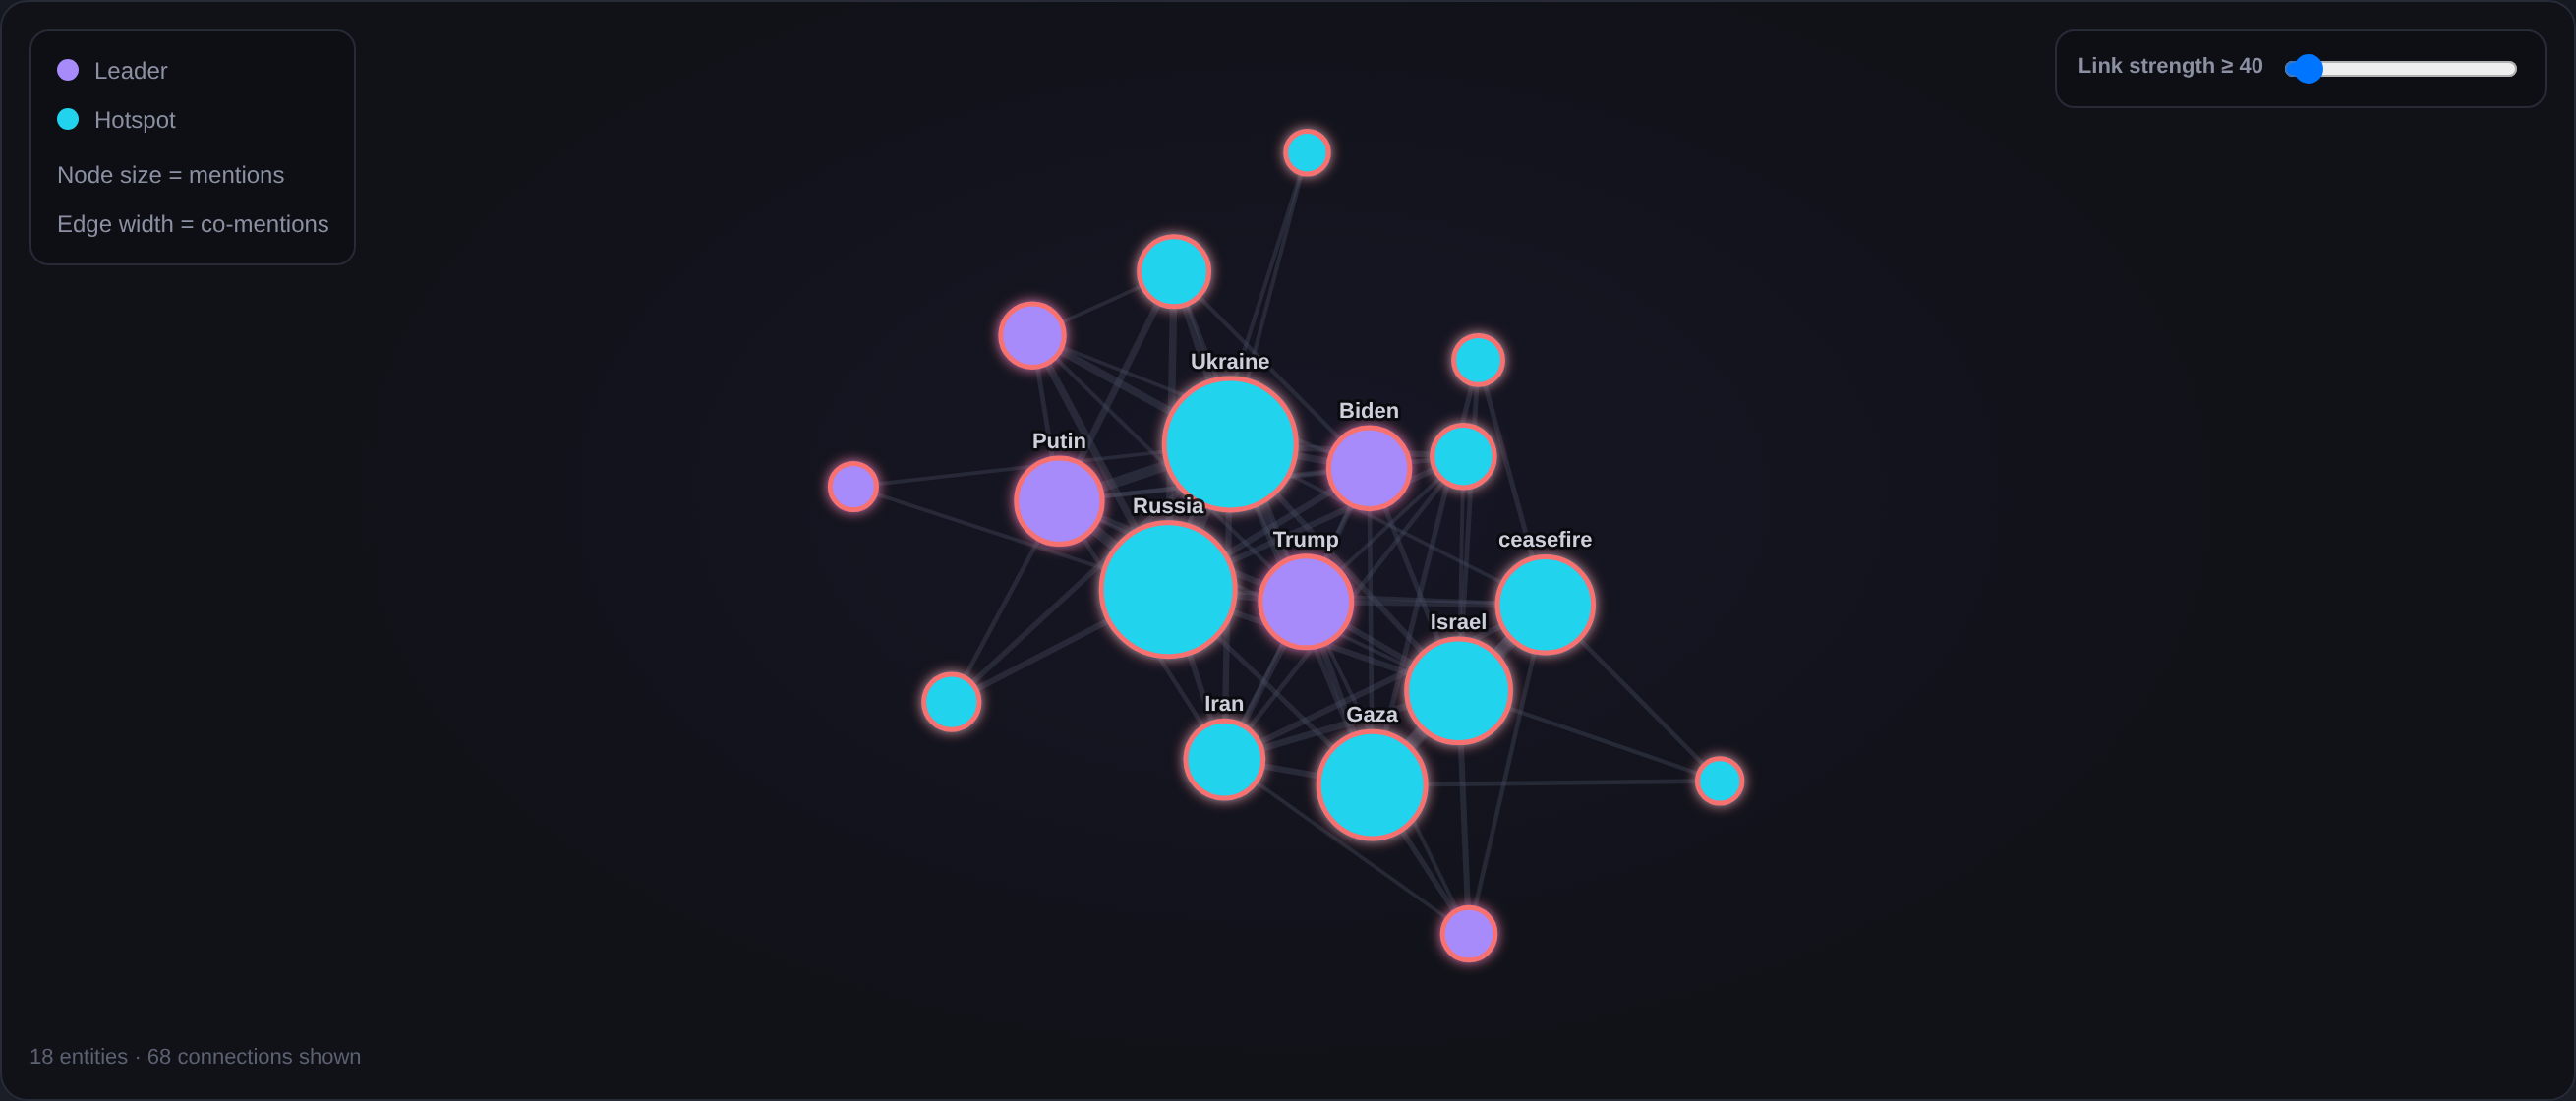 Leader
Hotspot
Node size = mentions
Edge width = co-mentions
Link strength ≥ 40
Ukraine
Biden
Putin
Russia
Trump
ceasefire
Israel
Iran
Gaza
18 entities · 68 connections shown